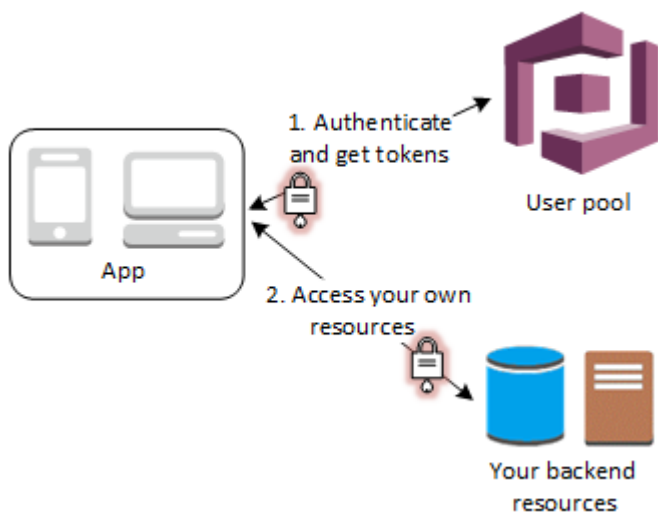 1. Authenticate
and get tokens
User pool
App
2. Access your own
resources
Your backend
resources